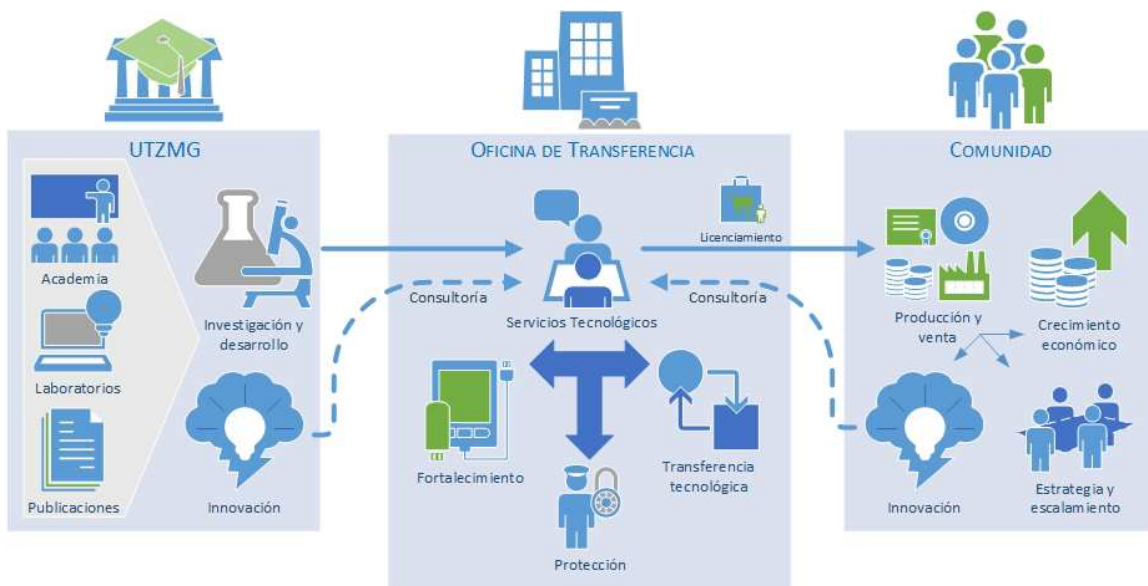 UTZMG
Academia
Laboratorios
Publicaciones
Investigación y
desarrollo
Innovación
OFICINA DE TRANSFERENCIA
Licenciamiento
Consultoría
Consultoría
Servicios Tecnológicos
Fortalecimiento
Transferencia
tecnológica
Protección
COMUNIDAD
Producción y
venta
Crecimiento
económico
Innovación
Estrategia y
escalamiento